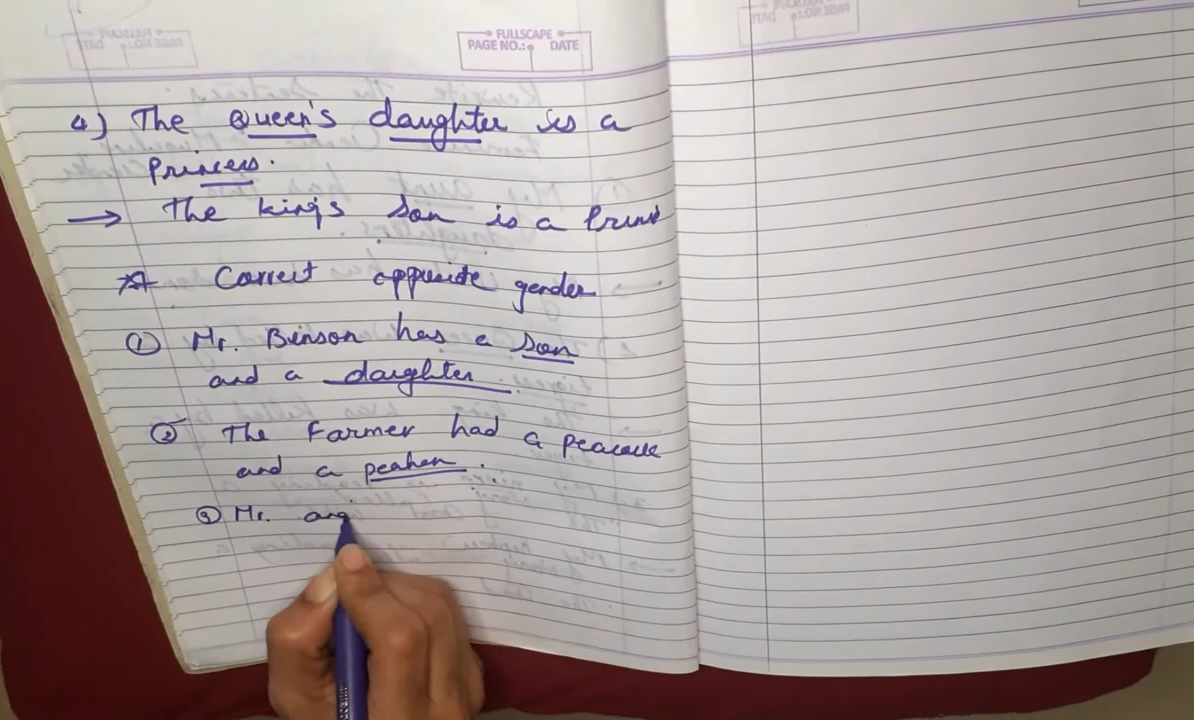 FULLSCAPE
PAGE NO.: DATE
4) The Queen's daughter is a
Princess.
→ The king's Son is a
☆ Correct opposite gender
① Mr. Benson has a son
and a daughter.
② The Farmer had a peacock
and a peahen.
③ Mr.